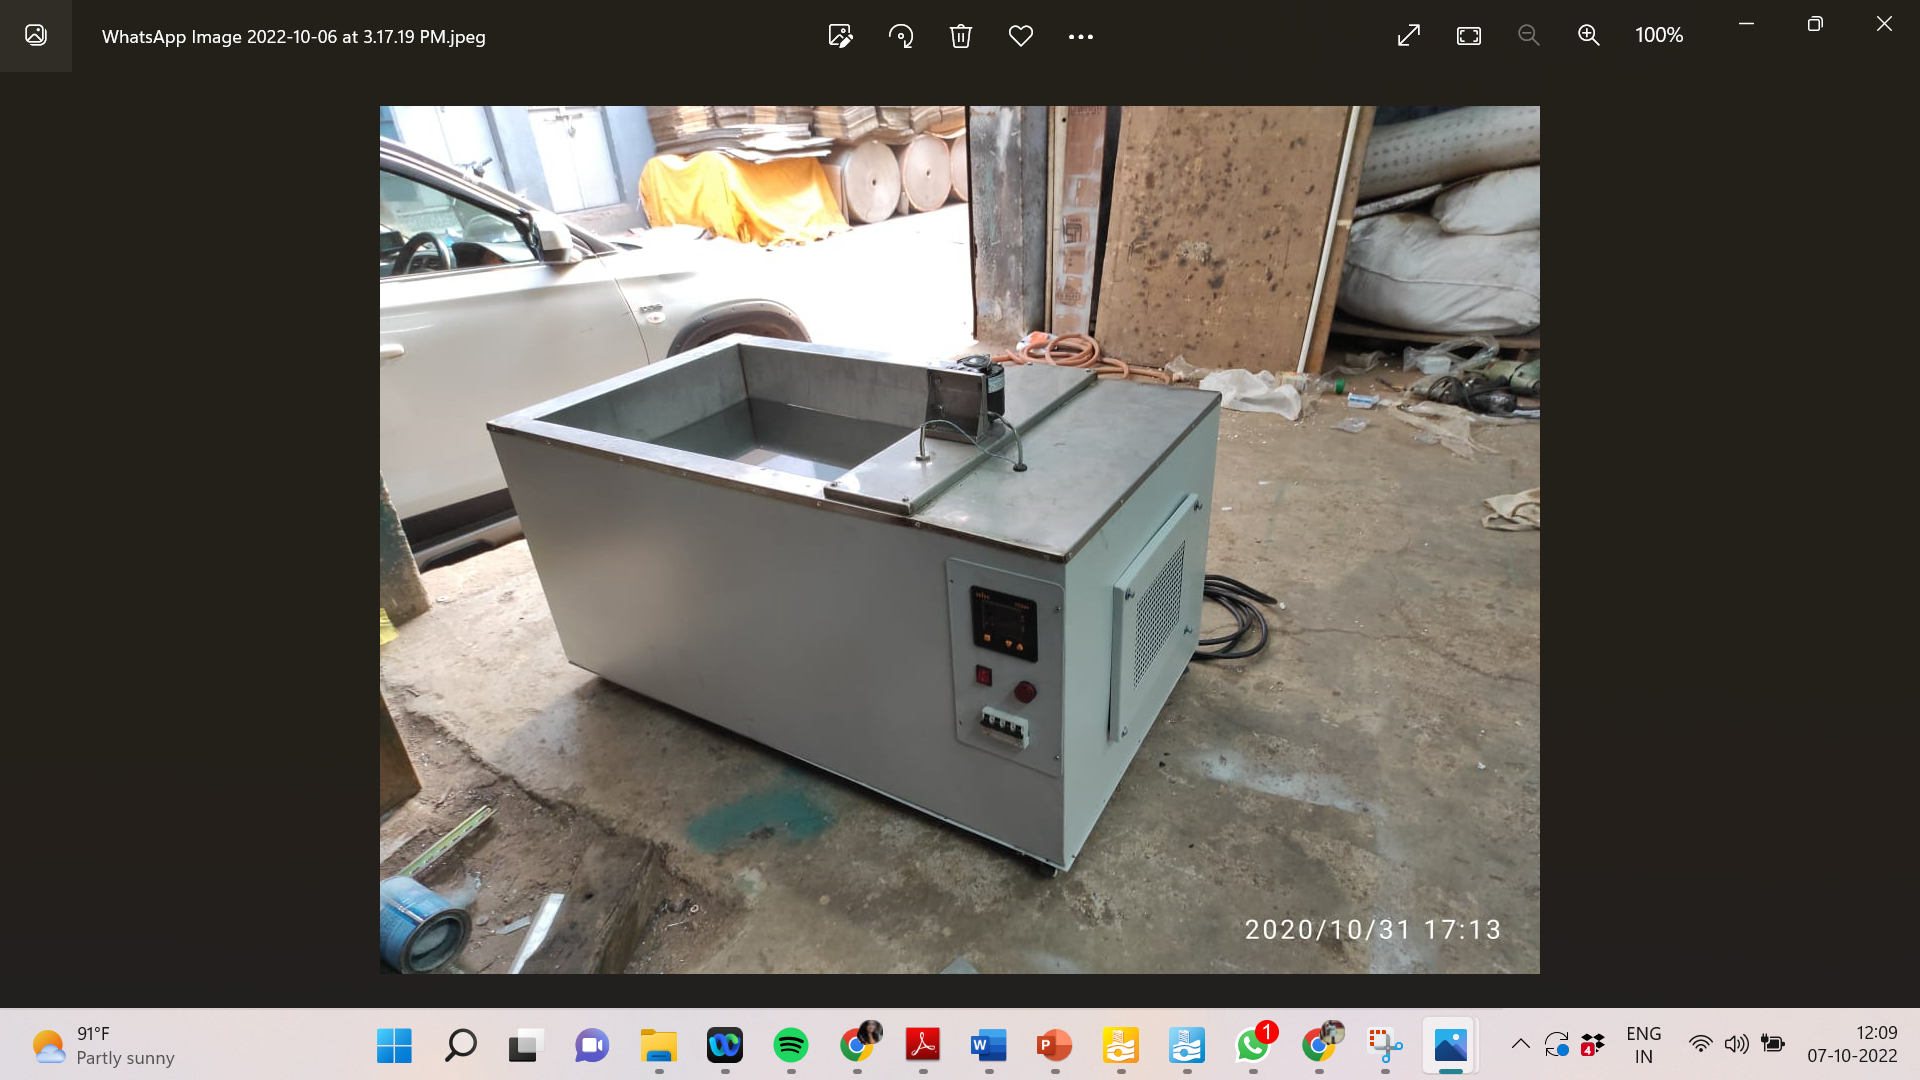 WhatsApp Image 2022-10-06 at 3.17.19 PM.jpeg
100%
2020/10/31 17:13
91°F
Partly sunny
1
4
ENG
IN
12:09
07-10-2022